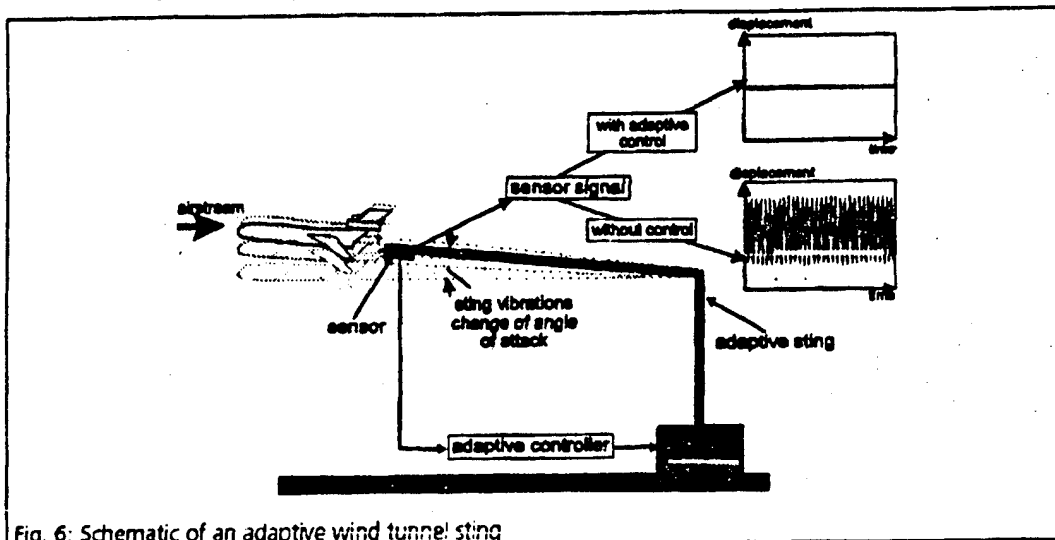 displacement
time
with adaptive
control
sensor signal
displacement
airstream
without control
time
sting vibrations
change of angle
of attack
sensor
adaptive sting
adaptive controller
Fig. 6: Schematic of an adaptive wind tunnel sting